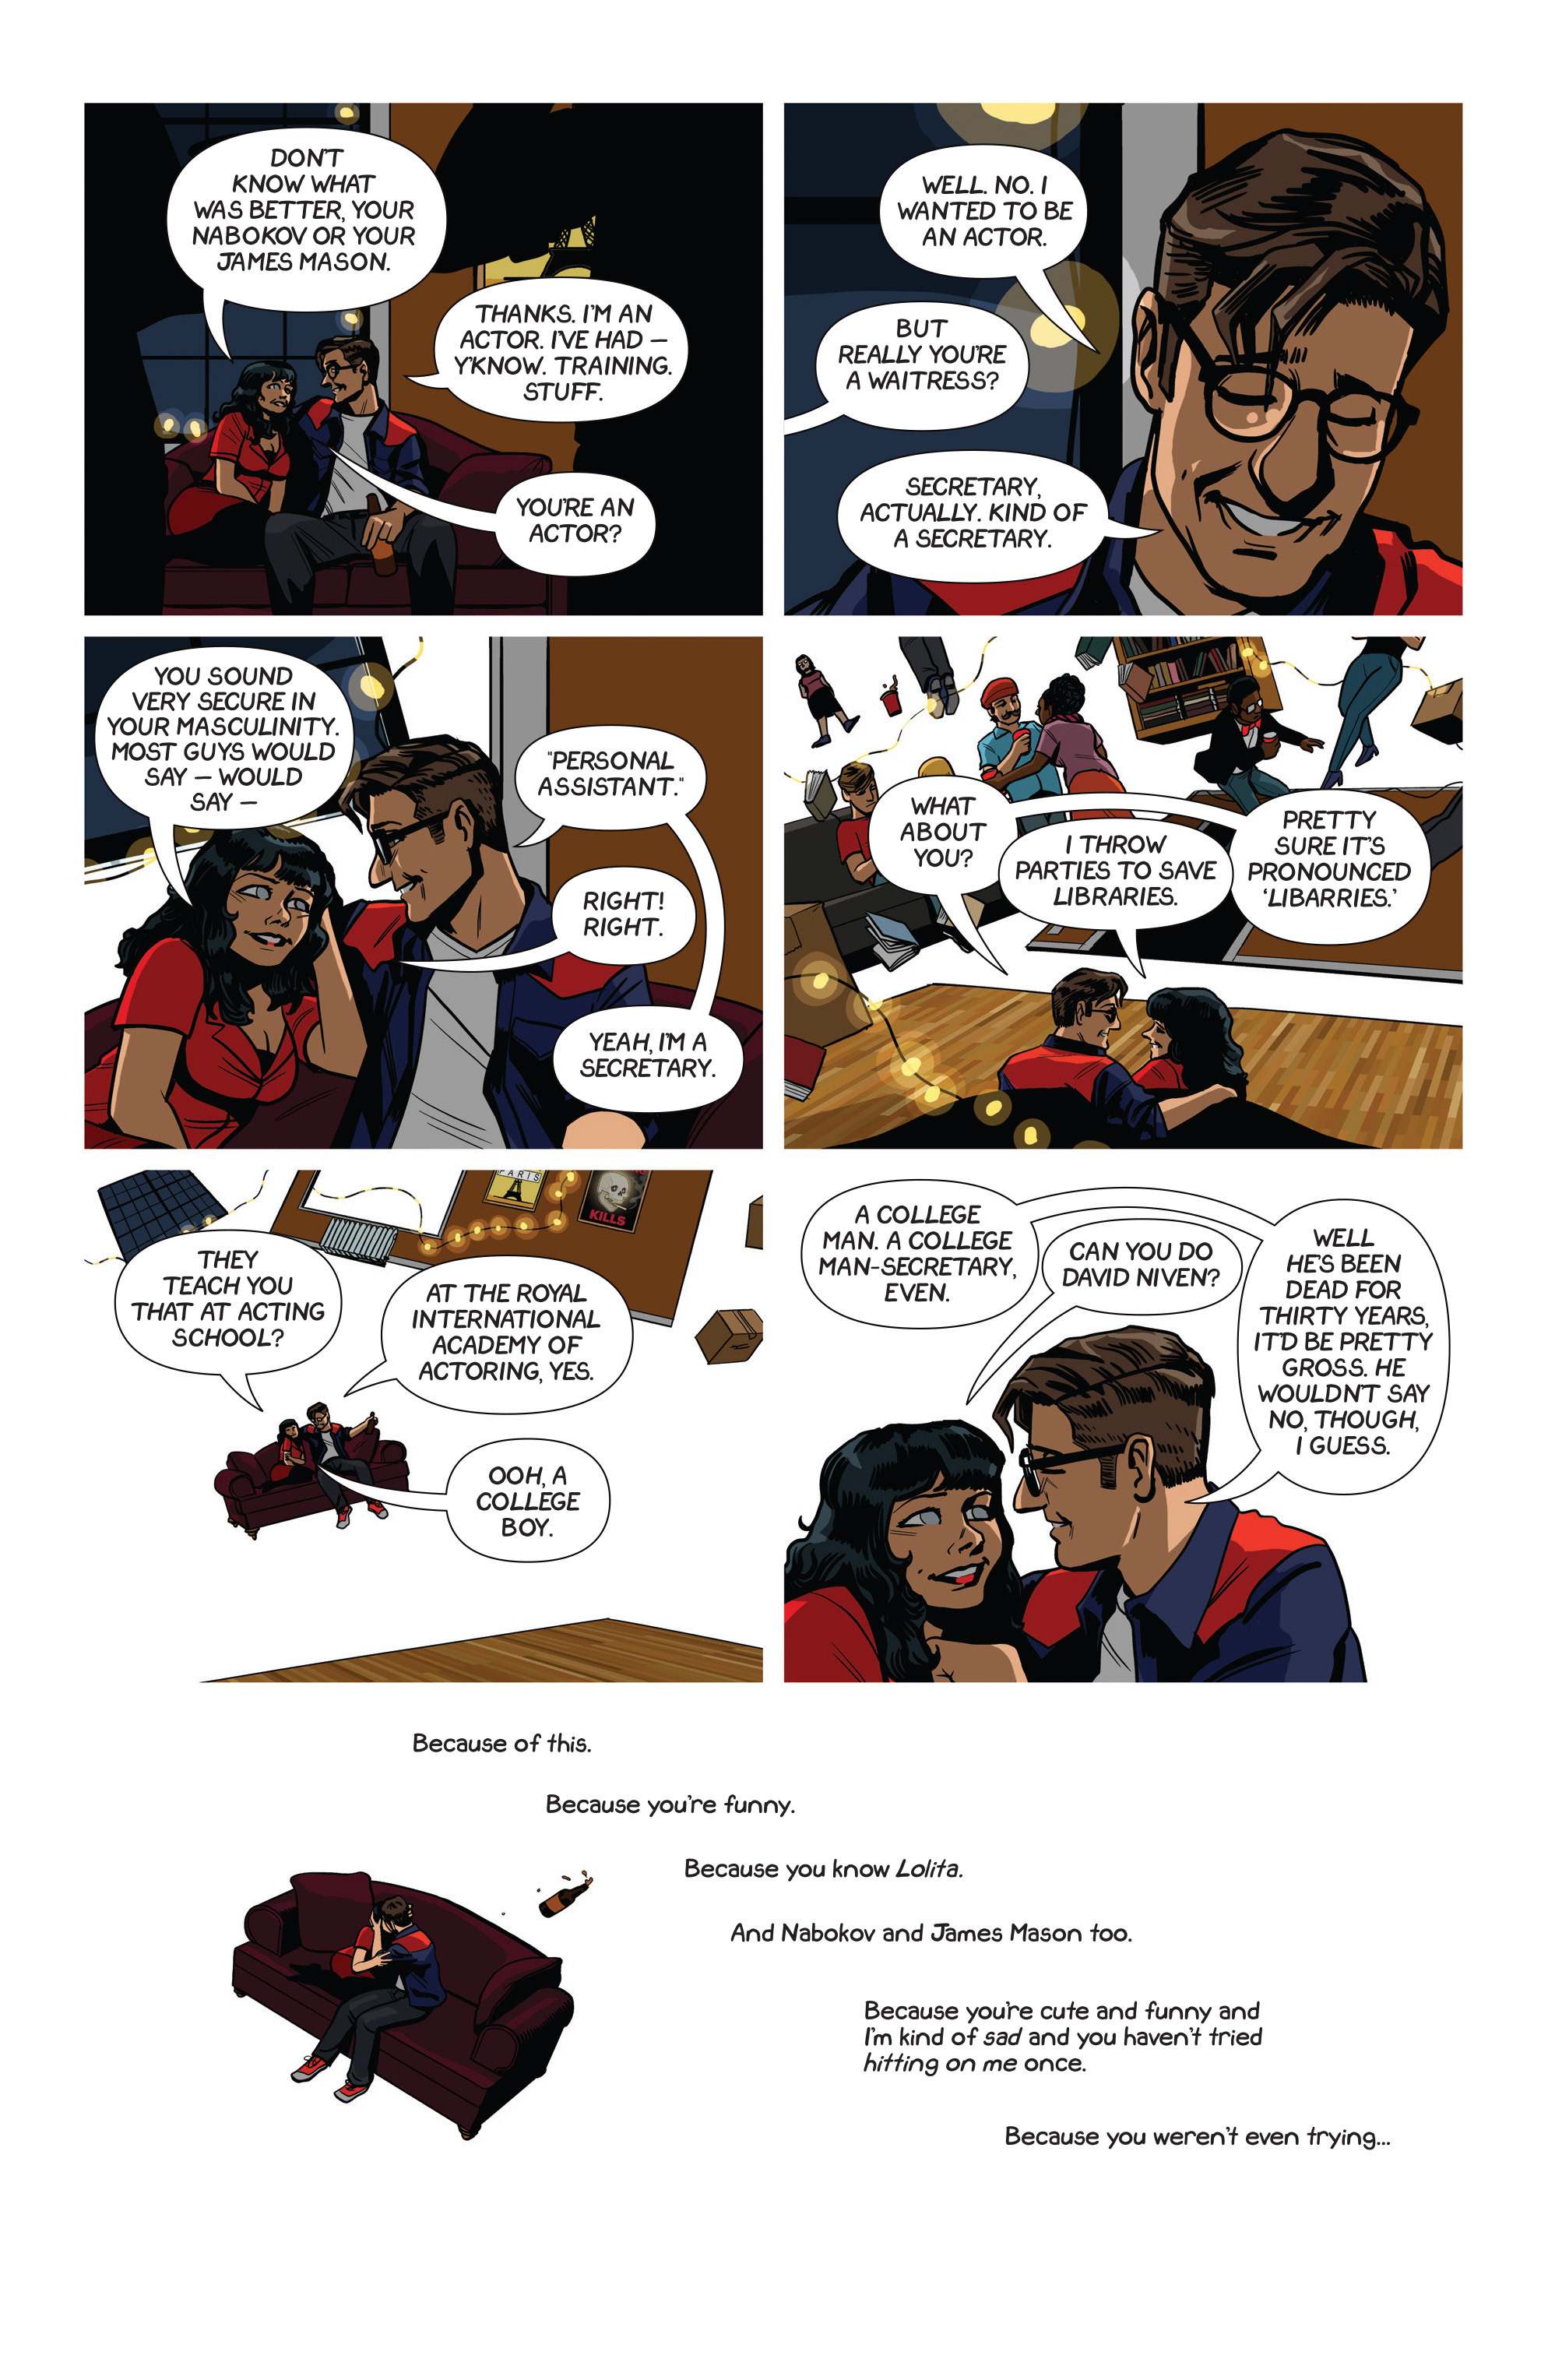 DON'T
KNOW WHAT
WAS BETTER, YOUR
NABOKOV OR YOUR
JAMES MASON.
THANKS. I'M AN
ACTOR. I'VE HAD —
Y'KNOW. TRAINING.
STUFF.
YOU'RE AN
ACTOR?
WELL. NO. I
WANTED TO BE
AN ACTOR.
BUT
REALLY YOU'RE
A WAITRESS?
SECRETARY,
ACTUALLY. KIND OF
A SECRETARY.
YOU SOUND
VERY SECURE IN
YOUR MASCULINITY.
MOST GUYS WOULD
SAY — WOULD
SAY —
"PERSONAL
ASSISTANT."
RIGHT!
RIGHT.
YEAH, I'M A
SECRETARY.
WHAT
ABOUT
YOU?
I THROW
PARTIES TO SAVE
LIBRARIES.
PRETTY
SURE IT'S
PRONOUNCED
'LIBARRIES.'
PARIS
KILLS
THEY
TEACH YOU
THAT AT ACTING
SCHOOL?
AT THE ROYAL
INTERNATIONAL
ACADEMY OF
ACTORING, YES.
OOH, A
COLLEGE
BOY.
A COLLEGE
MAN. A COLLEGE
MAN-SECRETARY,
EVEN.
CAN YOU DO
DAVID NIVEN?
WELL
HE'S BEEN
DEAD FOR
THIRTY YEARS,
IT'D BE PRETTY
GROSS. HE
WOULDN'T SAY
NO, THOUGH,
I GUESS.
Because of this.
Because you're funny.
Because you know Lolita.
And Nabokov and James Mason too.
Because you're cute and funny and
I'm kind of sad and you haven't tried
hitting on me once.
Because you weren't even trying...